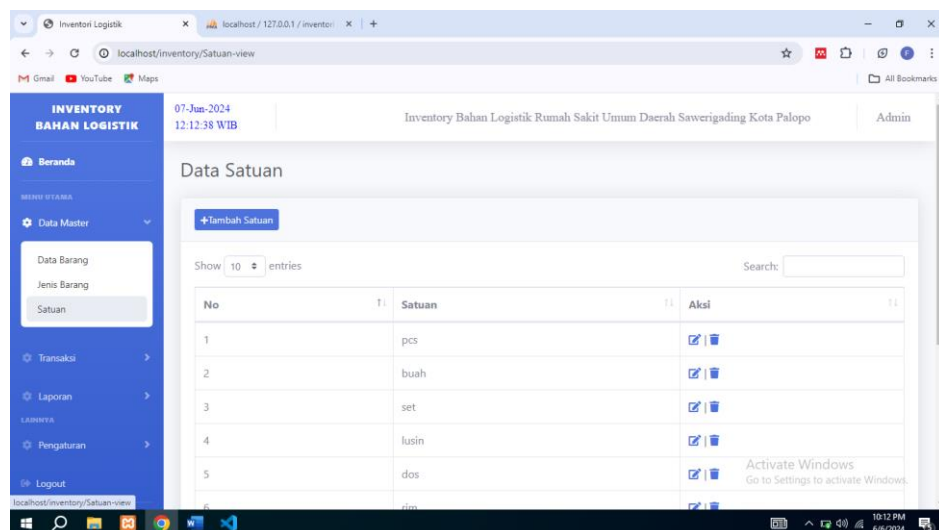 Inventori Logistik
localhost / 127.0.0.1 / inventori
localhost/inventory/Satuan-view
Gmail YouTube Maps
All Bookmarks
INVENTORY
BAHAN LOGISTIK
07-Jun-2024
12:12:38 WIB
Inventory Bahan Logistik Rumah Sakit Umum Daerah Sawerigading Kota Palopo
Admin
Beranda
MENU UTAMA
Data Master
Data Barang
Jenis Barang
Satuan
Transaksi
Laporan
LAINNYA
Pengaturan
Logout
localhost/inventory/Satuan-view
Data Satuan
+Tambah Satuan
Show 10 entries
Search:
No Satuan Aksi
1 pcs
2 buah
3 set
4 lusin
5 dos
6 rim
Activate Windows
Go to Settings to activate Windows.
10:12 PM
6/6/2024